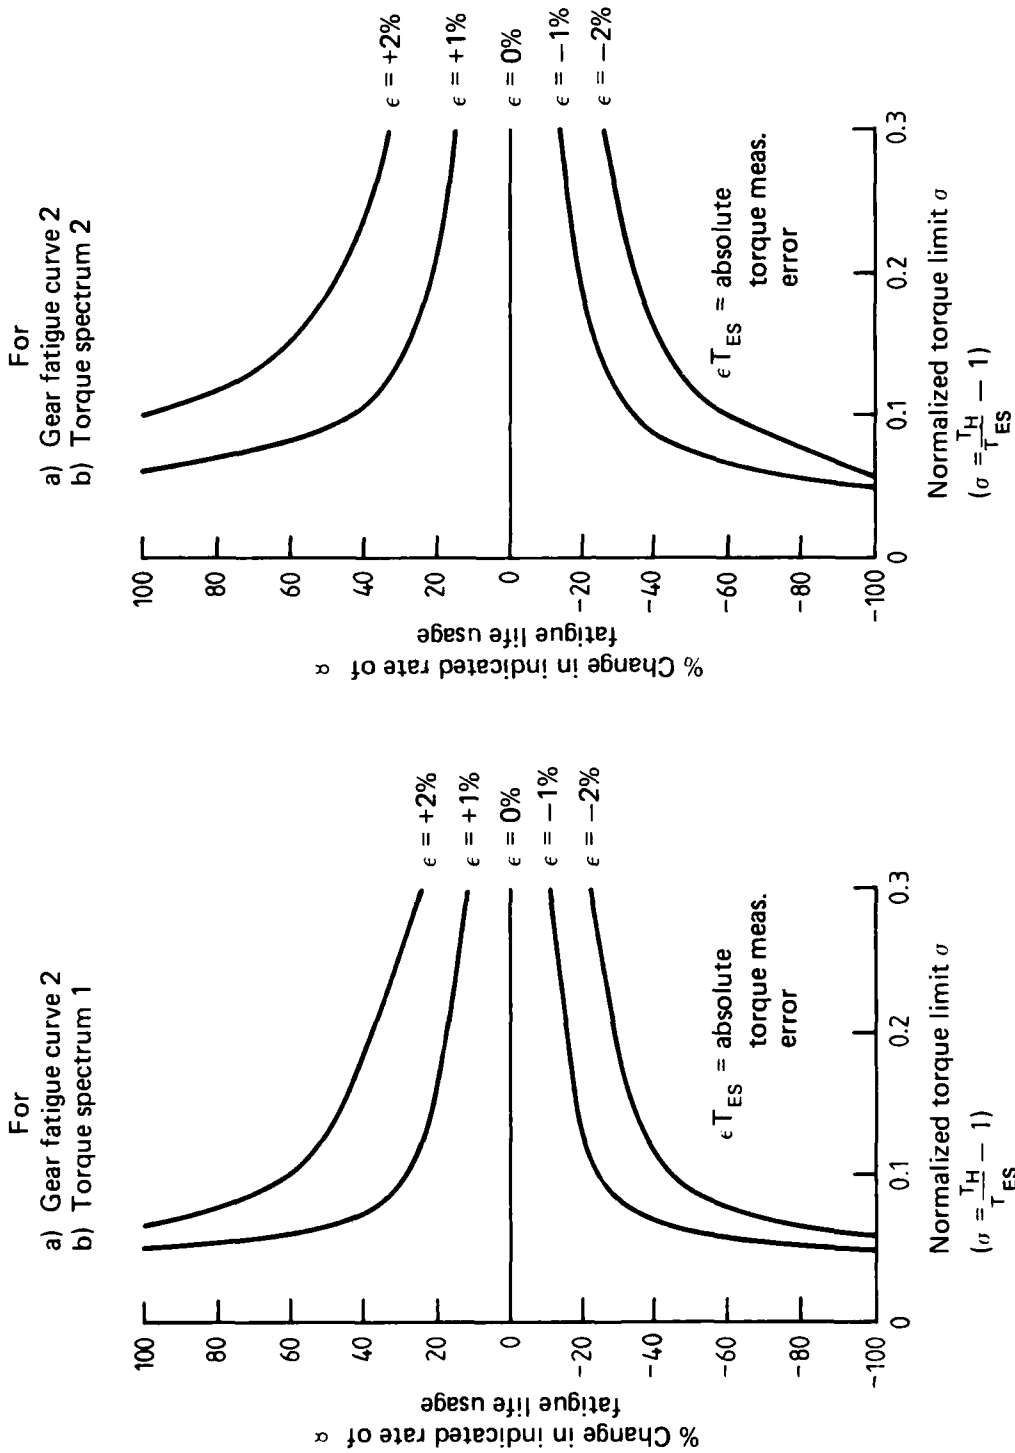 For
a) Gear fatigue curve 2
b) Torque spectrum 1
% Change in indicated rate of ∝
fatigue life usage
100
80
60
40
20
0
-20
-40
-60
-80
-100
0
0.1
0.2
0.3
ϵ = +2%
ϵ = +1%
ϵ = 0%
ϵ = −1%
ϵ = −2%
ϵ T_ES = absolute
torque meas.
error
Normalized torque limit σ
(σ = T_H/T_ES − 1)
For
a) Gear fatigue curve 2
b) Torque spectrum 2
% Change in indicated rate of ∝
fatigue life usage
100
80
60
40
20
0
-20
-40
-60
-80
-100
0
0.1
0.2
0.3
ϵ = +2%
ϵ = +1%
ϵ = 0%
ϵ = −1%
ϵ = −2%
ϵ T_ES = absolute
torque meas.
error
Normalized torque limit σ
(σ = T_H/T_ES − 1)